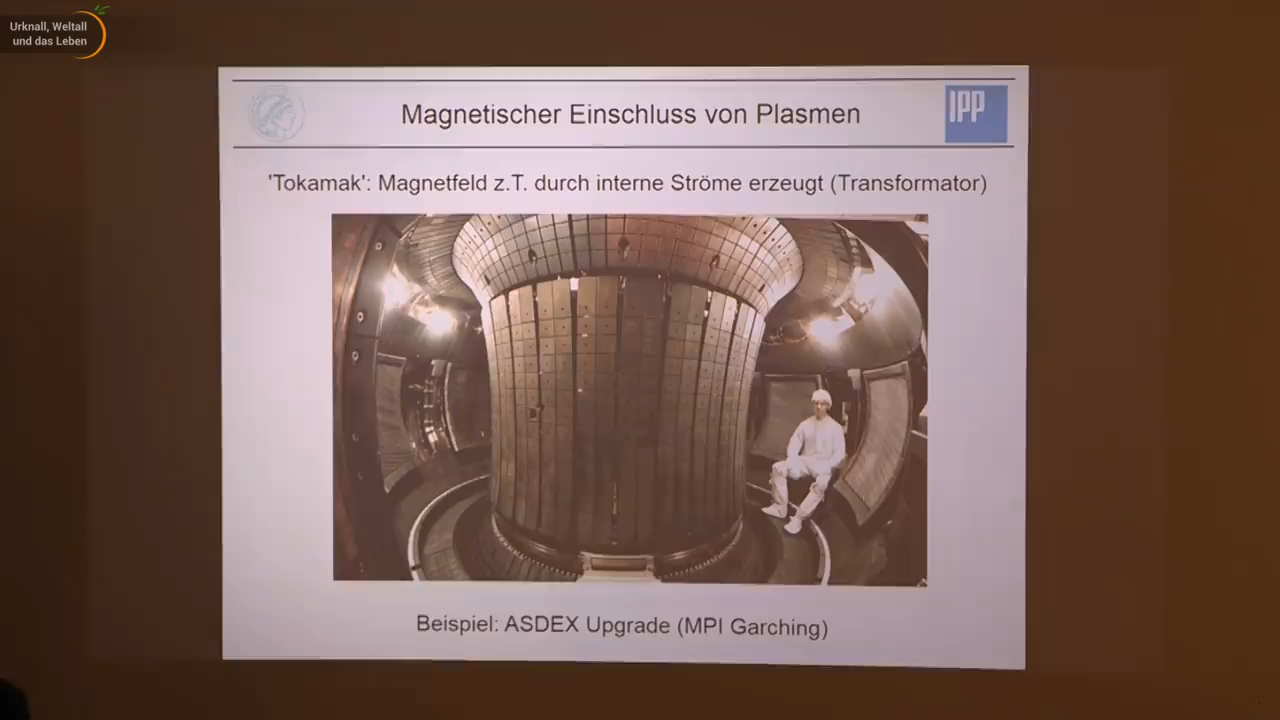 Urknall, Weltall
und das Leben
Magnetischer Einschluss von Plasmen
IPP
'Tokamak': Magnetfeld z.T. durch interne Ströme erzeugt (Transformator)
Beispiel: ASDEX Upgrade (MPI Garching)